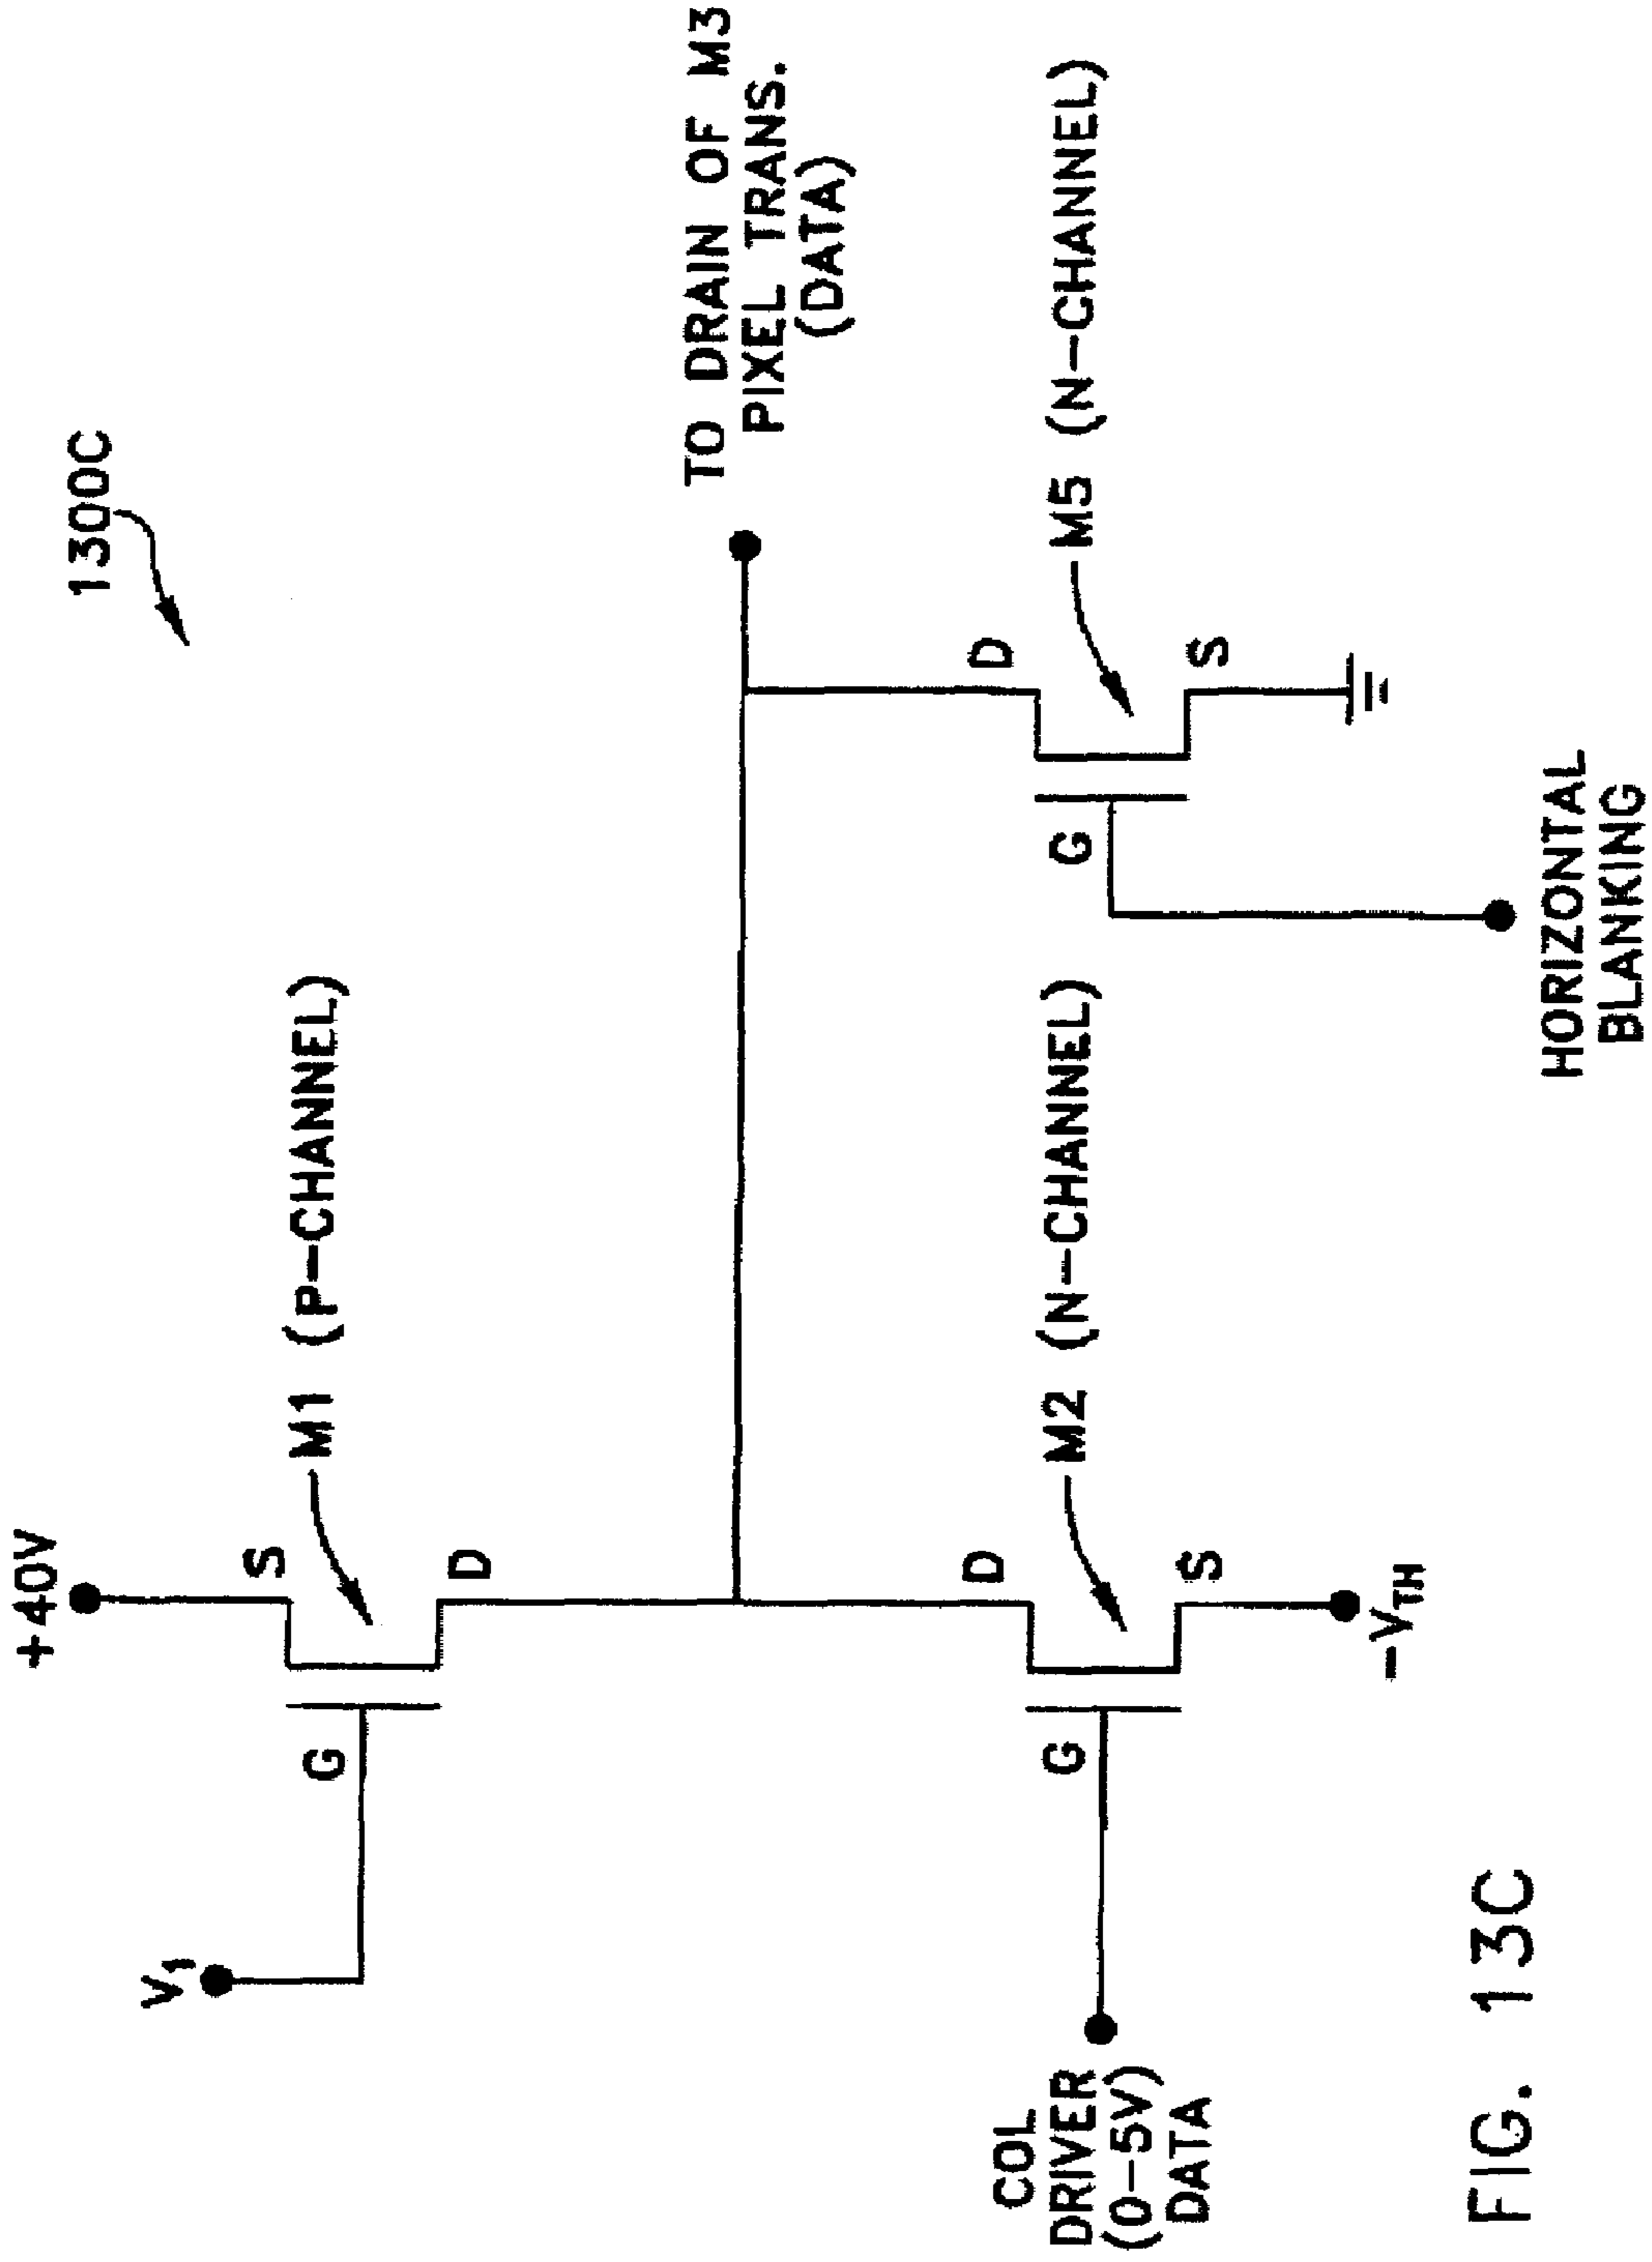 1300C
+40V
S
M1 (P-CHANNEL)
V1
G
D
TO DRAIN OF M3
PIXEL TRANS.
(DATA)
D
M2 (N-CHANNEL)
G
S
-VTH
COL
DRIVER
(0-5V)
DATA
D
M5 (N-CHANNEL)
G
S
HORIZONTAL
BLANKING
FIG. 13C